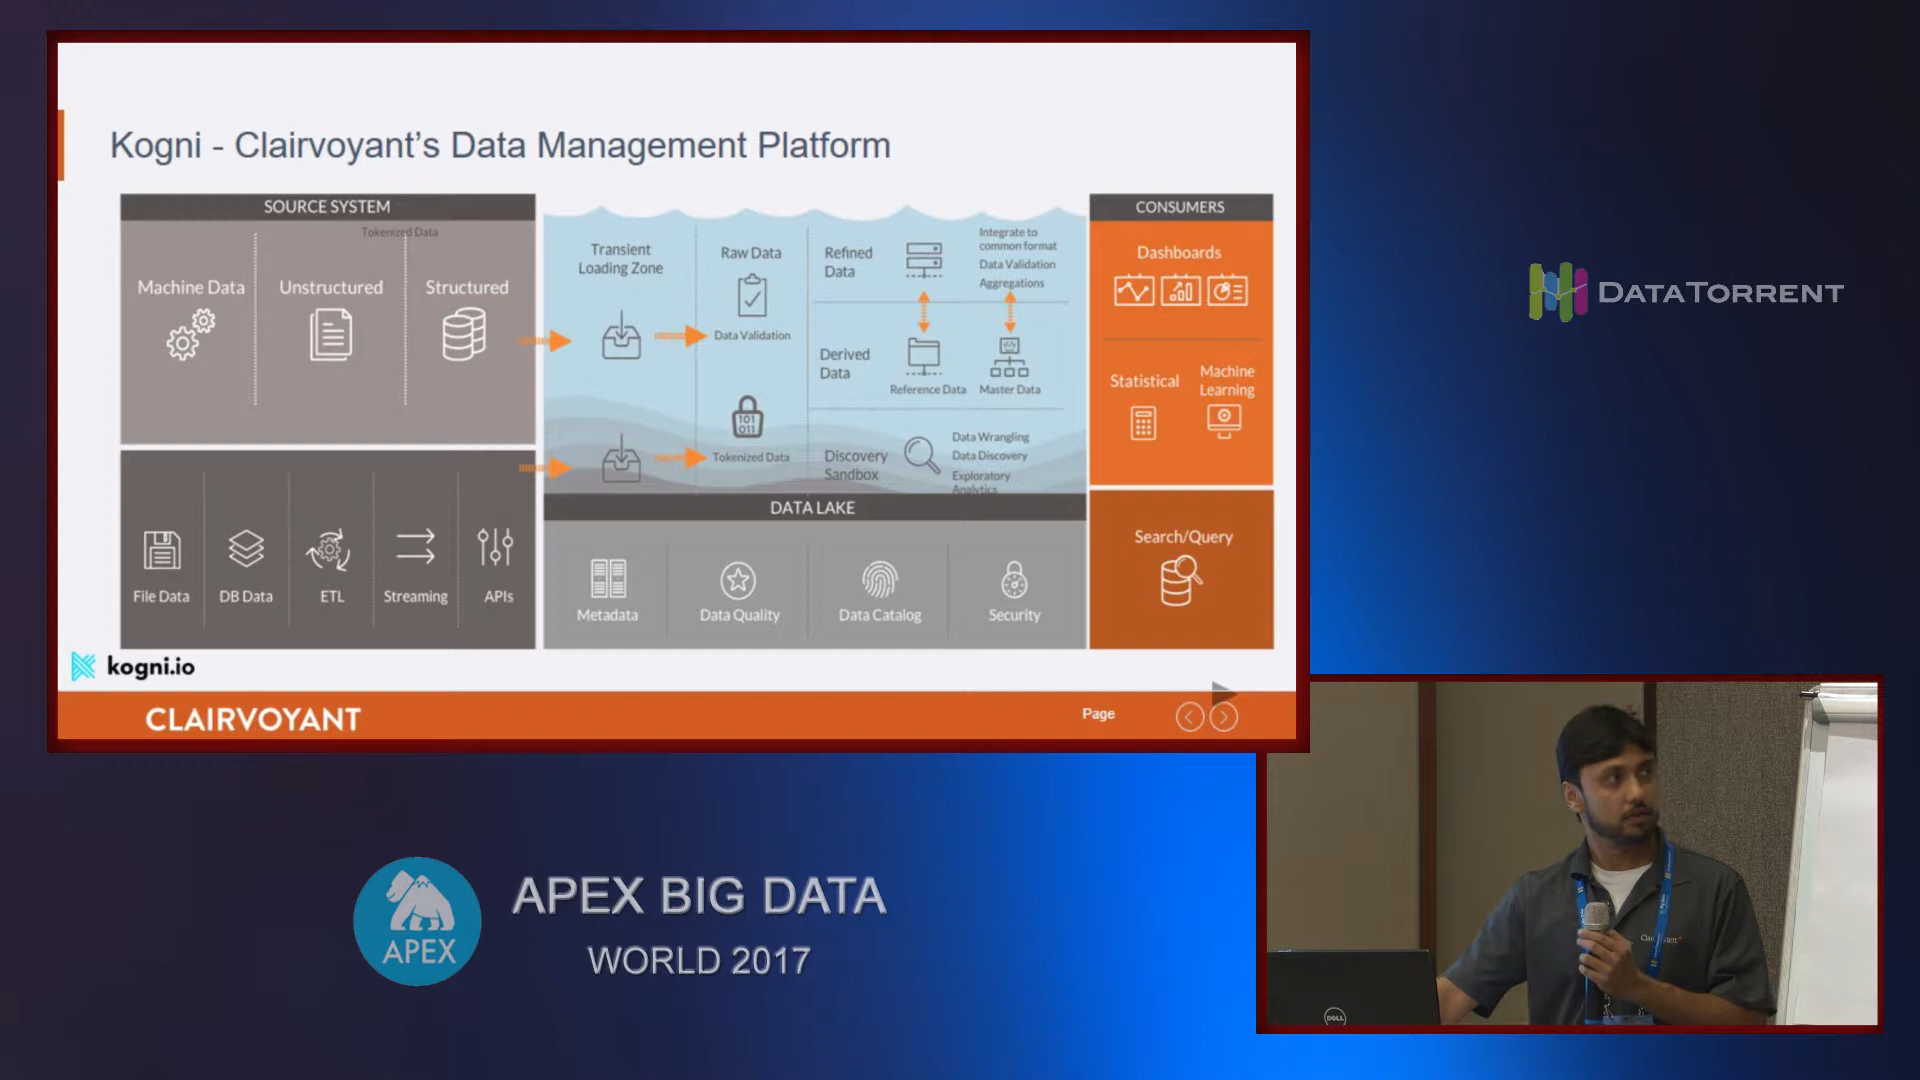 Kogni - Clairvoyant's Data Management Platform
SOURCE SYSTEM
Tokenized Data
Machine Data
Unstructured
Structured
File Data
DB Data
ETL
Streaming
APIs
Transient
Loading Zone
Raw Data
Data Validation
Tokenized Data
101
011
Refined
Data
Integrate to
common format
Data Validation
Aggregations
Derived
Data
Reference Data
Master Data
Discovery
Sandbox
Data Wrangling
Data Discovery
Exploratory
Analytics
DATA LAKE
Metadata
Data Quality
Data Catalog
Security
CONSUMERS
Dashboards
Statistical
Machine
Learning
Search/Query
kogni.io
CLAIRVOYANT
Page
DATATORRENT
APEX
APEX BIG DATA
WORLD 2017
DELL